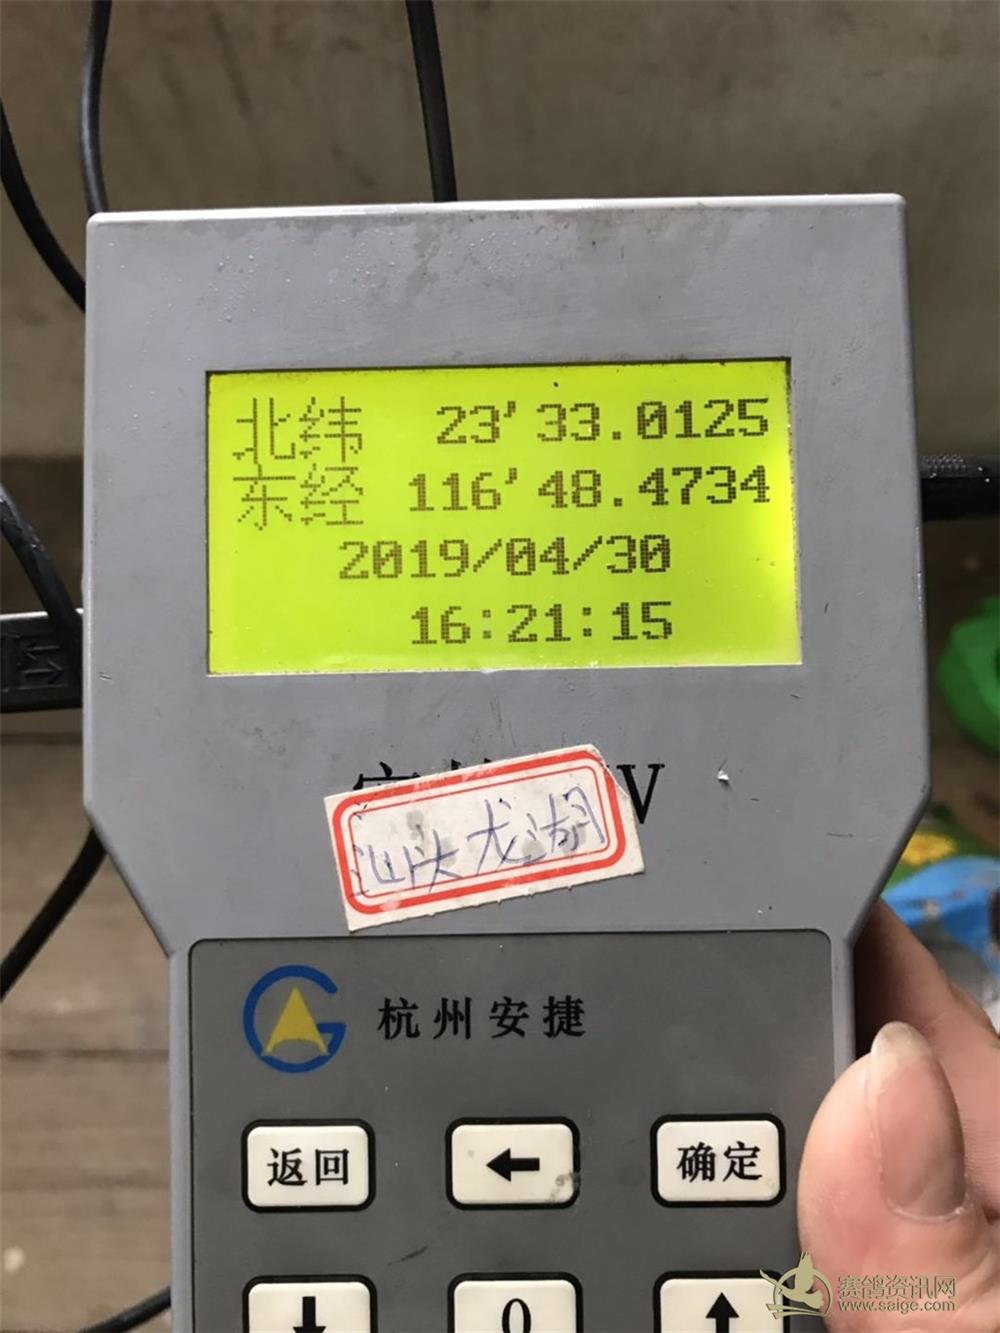 北纬 23'33.0125
东经 116'48.4734
2019/04/30
16:21:15
V
汕头龙湖
杭州安捷
返回 ← 确定
↓ 0 ↑
赛鸽资讯网
www.saige.com